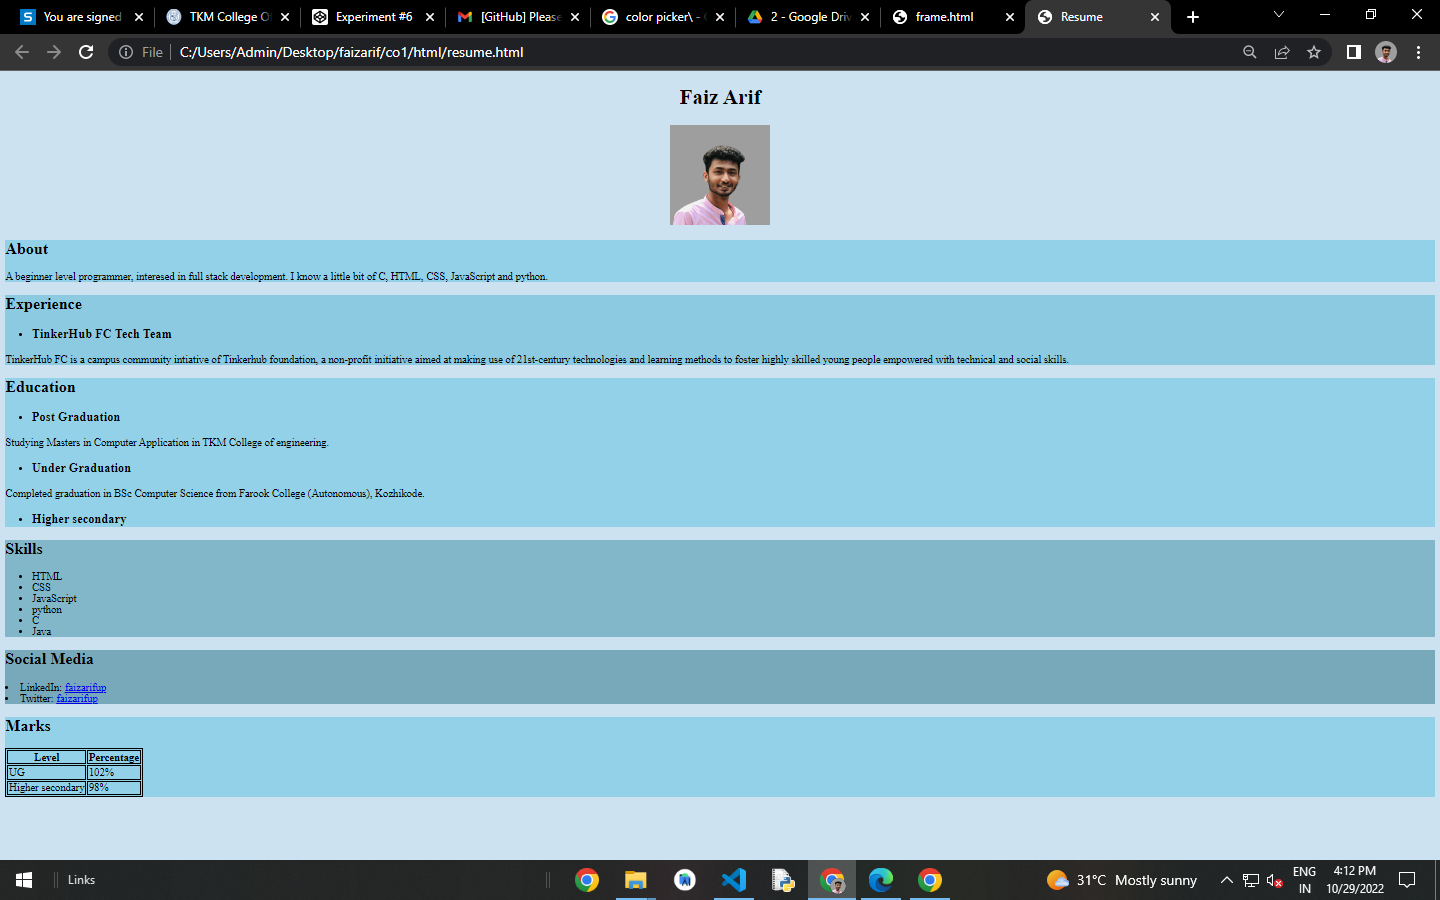 You are signed
TKM College Of
Experiment #6
[GitHub] Please
color picker\ -
2 - Google Driv
frame.html
Resume
File
C:/Users/Admin/Desktop/faizarif/co1/html/resume.html
Faiz Arif
About
A beginner level programmer, interesed in full stack development. I know a little bit of C, HTML, CSS, JavaScript and python.
Experience
• TinkerHub FC Tech Team
TinkerHub FC is a campus community intiative of Tinkerhub foundation, a non-profit initiative aimed at making use of 21st-century technologies and learning methods to foster highly skilled young people empowered with technical and social skills.
Education
• Post Graduation
Studying Masters in Computer Application in TKM College of engineering.
• Under Graduation
Completed graduation in BSc Computer Science from Farook College (Autonomous), Kozhikode.
• Higher secondary
Skills
• HTML
• CSS
• JavaScript
• python
• C
• Java
Social Media
• LinkedIn: faizarifup
• Twitter: faizarifup
Marks
Level Percentage
UG 102%
Higher secondary 98%
Links
31°C Mostly sunny
ENG
IN
4:12 PM
10/29/2022